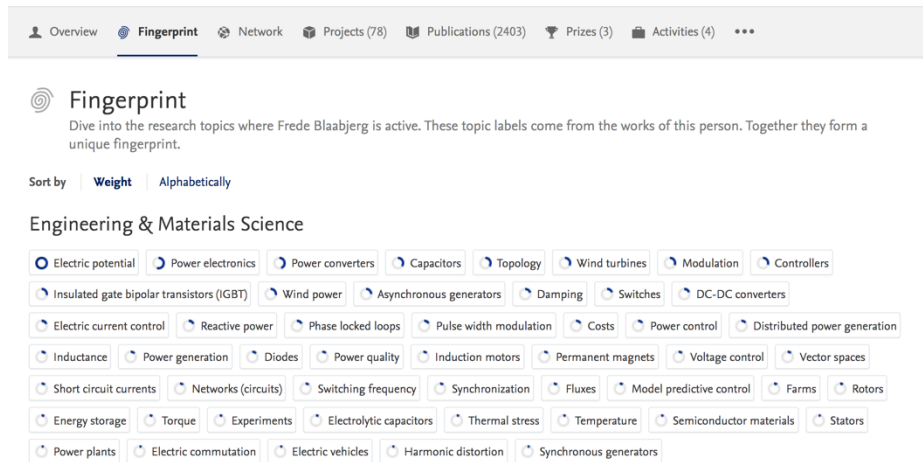 Overview Fingerprint Network Projects (78) Publications (2403) Prizes (3) Activities (4) •••
Fingerprint
Dive into the research topics where Frede Blaabjerg is active. These topic labels come from the works of this person. Together they form a
unique fingerprint.
Sort by Weight Alphabetically
Engineering & Materials Science
Electric potential Power electronics Power converters Capacitors Topology Wind turbines Modulation Controllers
Insulated gate bipolar transistors (IGBT) Wind power Asynchronous generators Damping Switches DC-DC converters
Electric current control Reactive power Phase locked loops Pulse width modulation Costs Power control Distributed power generation
Inductance Power generation Diodes Power quality Induction motors Permanent magnets Voltage control Vector spaces
Short circuit currents Networks (circuits) Switching frequency Synchronization Fluxes Model predictive control Farms Rotors
Energy storage Torque Experiments Electrolytic capacitors Thermal stress Temperature Semiconductor materials Stators
Power plants Electric commutation Electric vehicles Harmonic distortion Synchronous generators